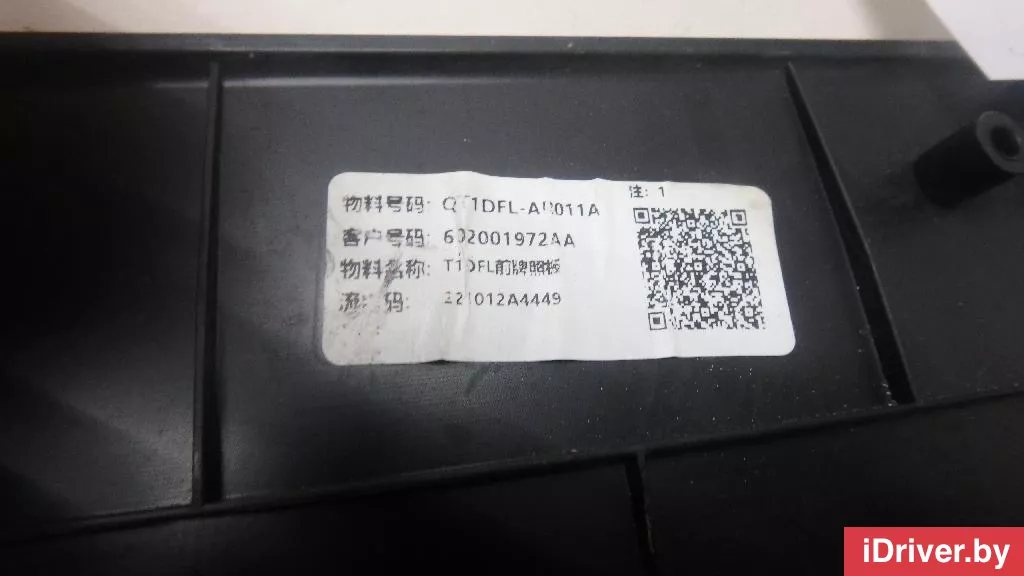 注: 1
物料号码:
客户号码: 602001972AA
物料名称: T1DFL前牌照板
码:
iDriver.by